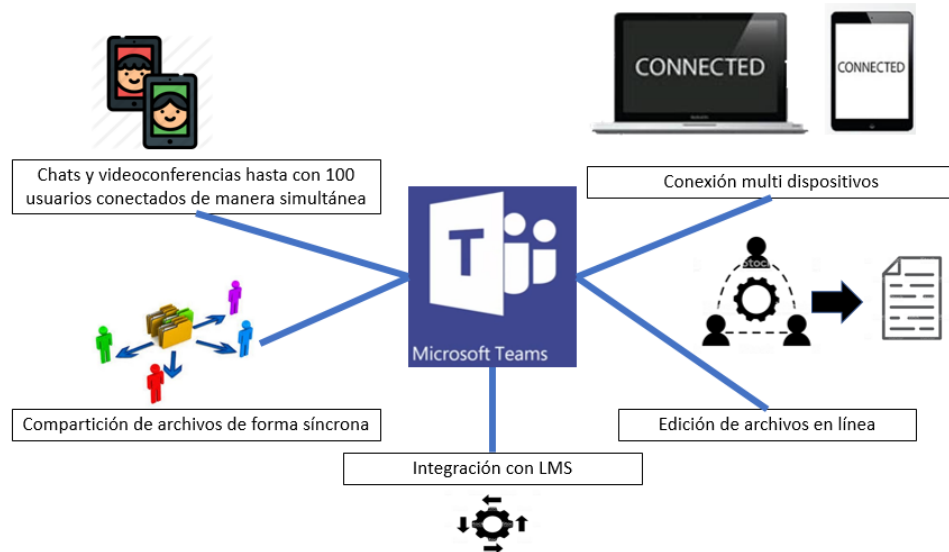 CONNECTED
CONNECTED
Chats y videoconferencias hasta con 100
usuarios conectados de manera simultánea
Conexión multi dispositivos
T
Microsoft Teams
stoc
Compartición de archivos de forma síncrona
Edición de archivos en línea
Integración con LMS